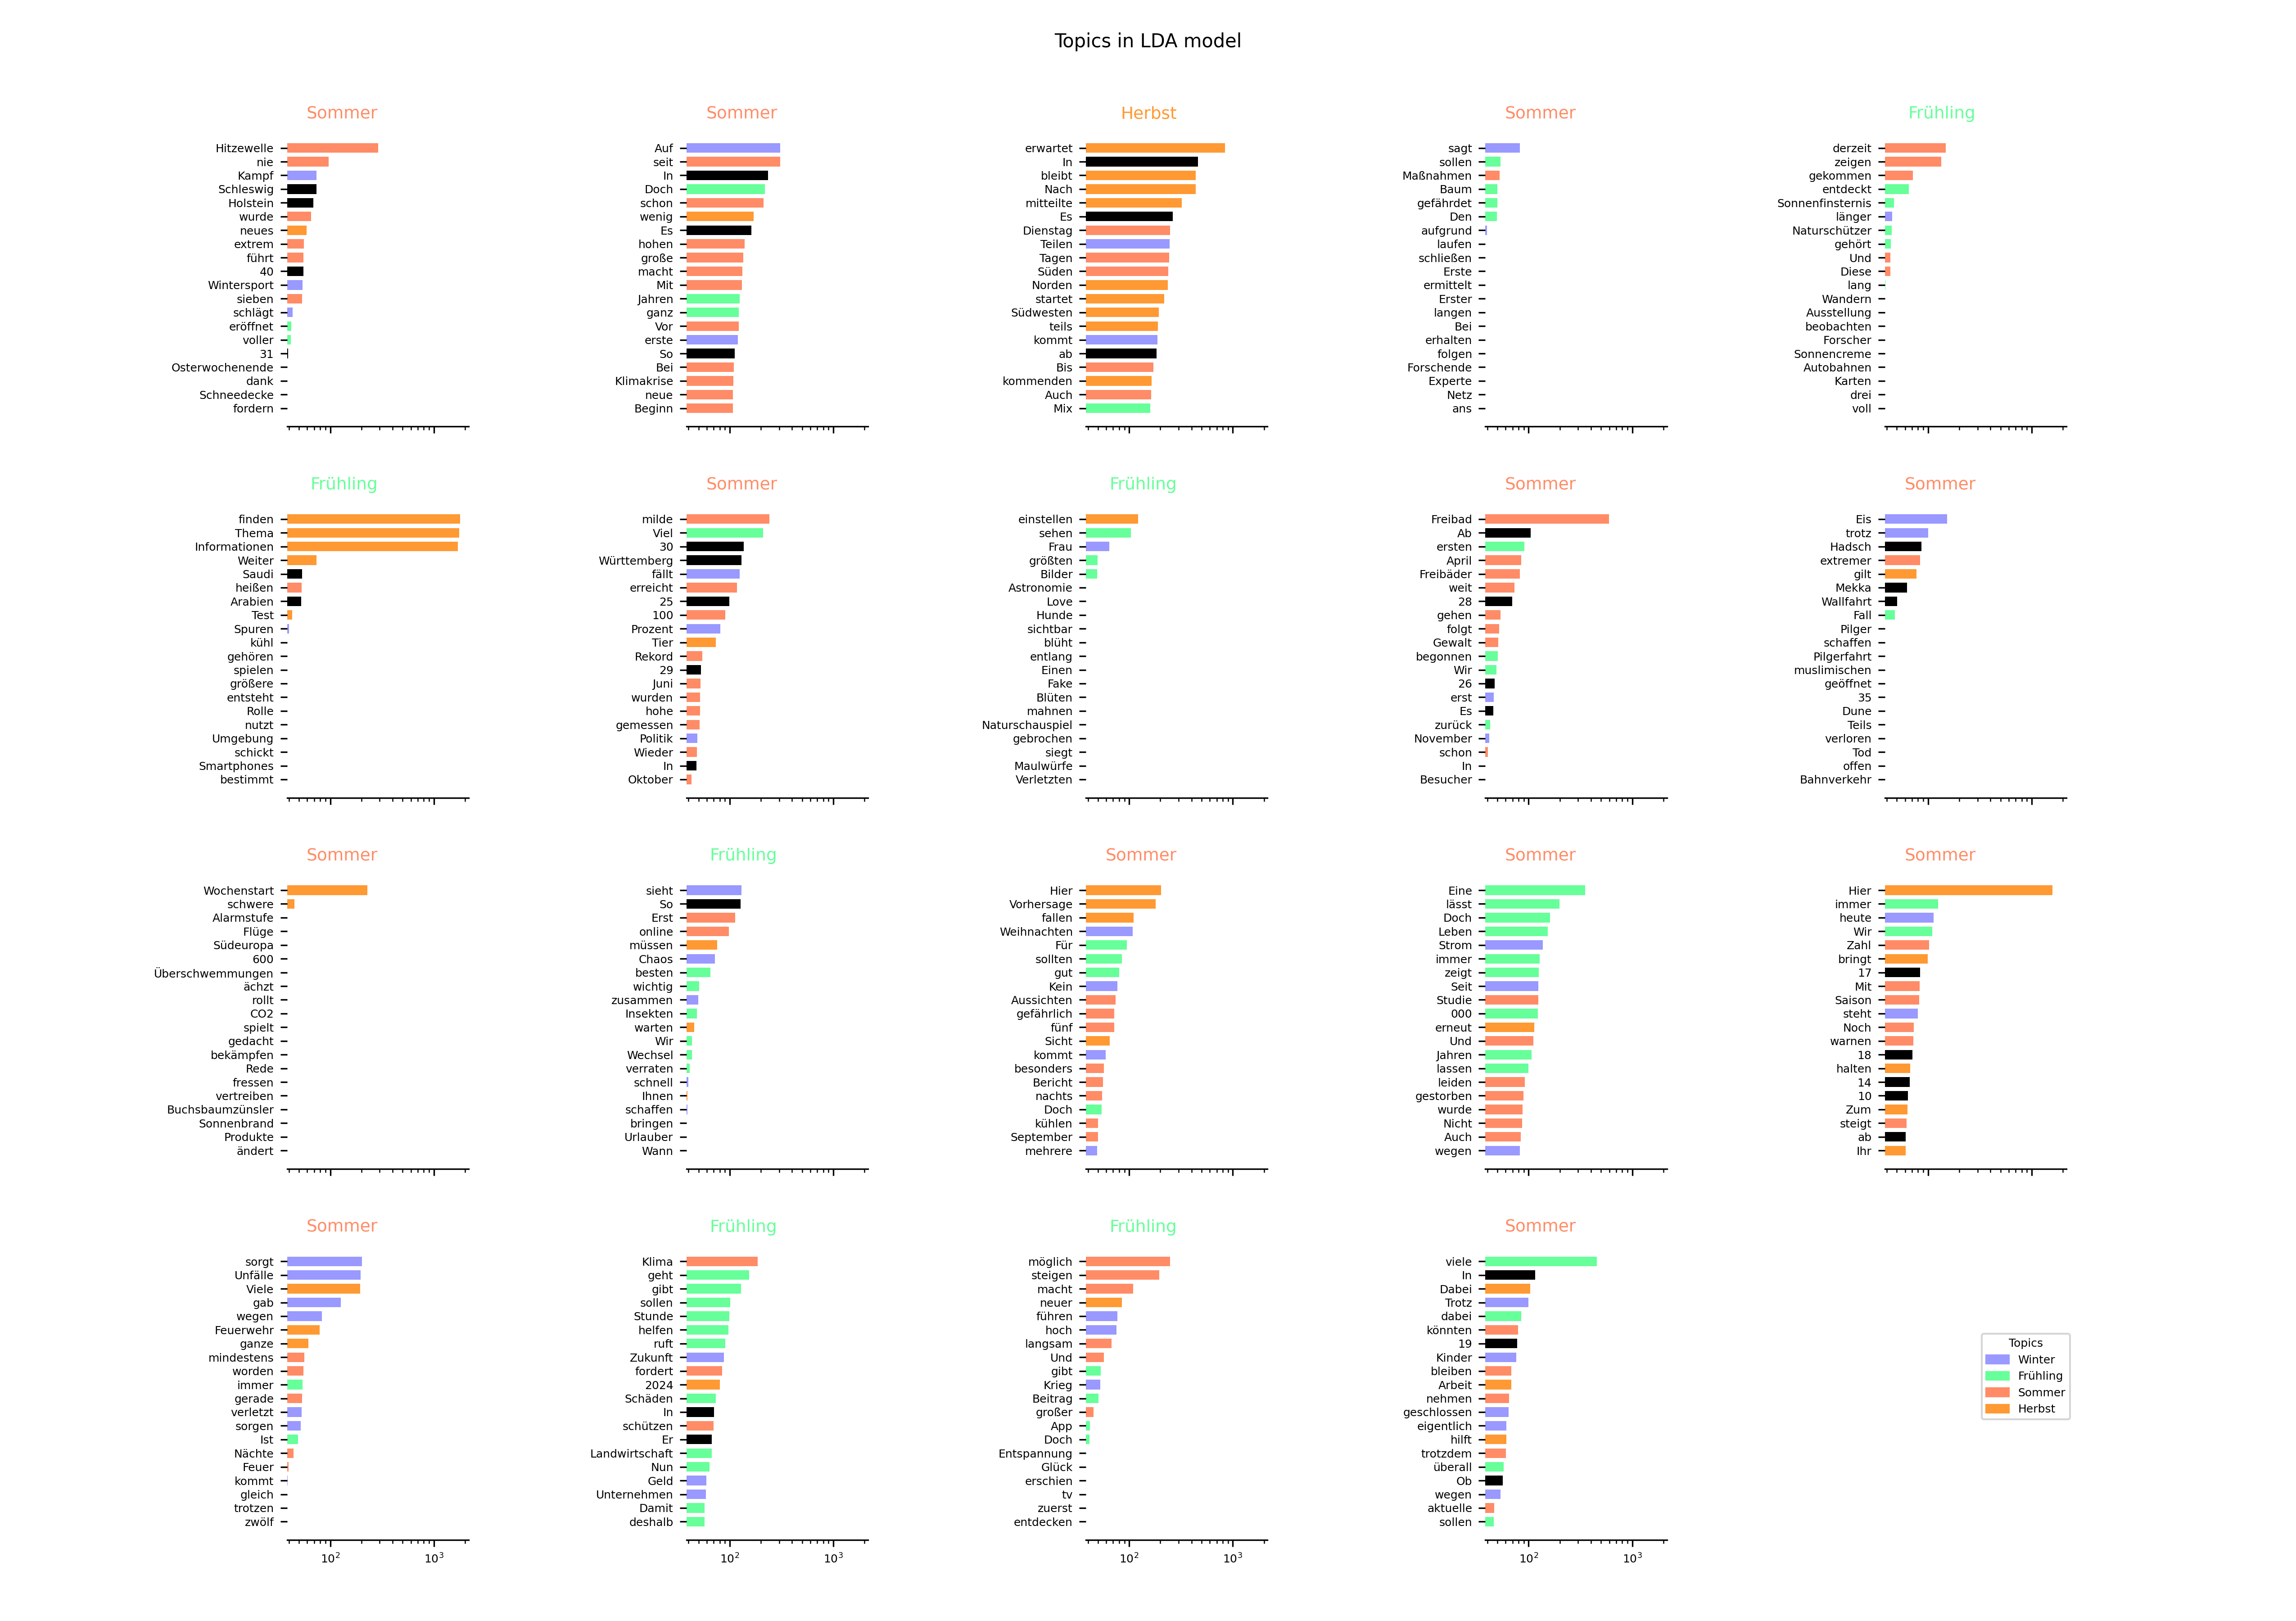 Topics in LDA model
Sommer
Hitzewelle
nie
Kampf
Schleswig
Holstein
wurde
neues
extrem
führt
40
Wintersport
sieben
schlägt
eröffnet
voller
31
Osterwochenende
dank
Schneedecke
fordern
Sommer
Auf
seit
In
Doch
schon
wenig
Es
hohen
große
macht
Mit
Jahren
ganz
Vor
erste
So
Bei
Klimakrise
neue
Beginn
Herbst
erwartet
In
bleibt
Nach
mitteilte
Es
Dienstag
Teilen
Tagen
Süden
Norden
startet
Südwesten
teils
kommt
ab
Bis
kommenden
Auch
Mix
Sommer
sagt
sollen
Maßnahmen
Baum
gefährdet
Den
aufgrund
laufen
schließen
Erste
ermittelt
Erster
langen
Bei
erhalten
folgen
Forschende
Experte
Netz
ans
Frühling
derzeit
zeigen
gekommen
entdeckt
Sonnenfinsternis
länger
Naturschützer
gehört
Und
Diese
lang
Wandern
Ausstellung
beobachten
Forscher
Sonnencreme
Autobahnen
Karten
drei
voll
Frühling
finden
Thema
Informationen
Weiter
Saudi
heißen
Arabien
Test
Spuren
kühl
gehören
spielen
größere
entsteht
Rolle
nutzt
Umgebung
schickt
Smartphones
bestimmt
Sommer
milde
Viel
30
Württemberg
fällt
erreicht
25
100
Prozent
Tier
Rekord
29
Juni
wurden
hohe
gemessen
Politik
Wieder
In
Oktober
Frühling
einstellen
sehen
Frau
größten
Bilder
Astronomie
Love
Hunde
sichtbar
blüht
entlang
Einen
Fake
Blüten
mahnen
Naturschauspiel
gebrochen
siegt
Maulwürfe
Verletzten
Sommer
Freibad
Ab
ersten
April
Freibäder
weit
28
gehen
folgt
Gewalt
begonnen
Wir
26
erst
Es
zurück
November
schon
In
Besucher
Sommer
Eis
trotz
Hadsch
extremer
gilt
Mekka
Wallfahrt
Fall
Pilger
schaffen
Pilgerfahrt
muslimischen
geöffnet
35
Dune
Teils
verloren
Tod
offen
Bahnverkehr
Sommer
Wochenstart
schwere
Alarmstufe
Flüge
Südeuropa
600
Überschwemmungen
ächzt
rollt
CO2
spielt
gedacht
bekämpfen
Rede
fressen
vertreiben
Buchsbaumzünsler
Sonnenbrand
Produkte
ändert
Frühling
sieht
So
Erst
online
müssen
Chaos
besten
wichtig
zusammen
Insekten
warten
Wir
Wechsel
verraten
schnell
Ihnen
schaffen
bringen
Urlauber
Wann
Sommer
Hier
Vorhersage
fallen
Weihnachten
Für
sollten
gut
Kein
Aussichten
gefährlich
fünf
Sicht
kommt
besonders
Bericht
nachts
Doch
kühlen
September
mehrere
Sommer
Eine
lässt
Doch
Leben
Strom
immer
zeigt
Seit
Studie
000
erneut
Und
Jahren
lassen
leiden
gestorben
wurde
Nicht
Auch
wegen
Sommer
Hier
immer
heute
Wir
Zahl
bringt
17
Mit
Saison
steht
Noch
warnen
18
halten
14
10
Zum
steigt
ab
Ihr
Sommer
sorgt
Unfälle
Viele
gab
wegen
Feuerwehr
ganze
mindestens
worden
immer
gerade
verletzt
sorgen
Ist
Nächte
Feuer
kommt
gleich
trotzen
zwölf
10²
10³
Frühling
Klima
geht
gibt
sollen
Stunde
helfen
ruft
Zukunft
fordert
2024
Schäden
In
schützen
Er
Landwirtschaft
Nun
Geld
Unternehmen
Damit
deshalb
10²
10³
Frühling
möglich
steigen
macht
neuer
führen
hoch
langsam
Und
gibt
Krieg
Beitrag
großer
App
Doch
Entspannung
Glück
erschien
tv
zuerst
entdecken
10²
10³
Sommer
viele
In
Dabei
Trotz
dabei
könnten
19
Kinder
bleiben
Arbeit
nehmen
geschlossen
eigentlich
hilft
trotzdem
überall
Ob
wegen
aktuelle
sollen
10²
10³
Topics
Winter
Frühling
Sommer
Herbst